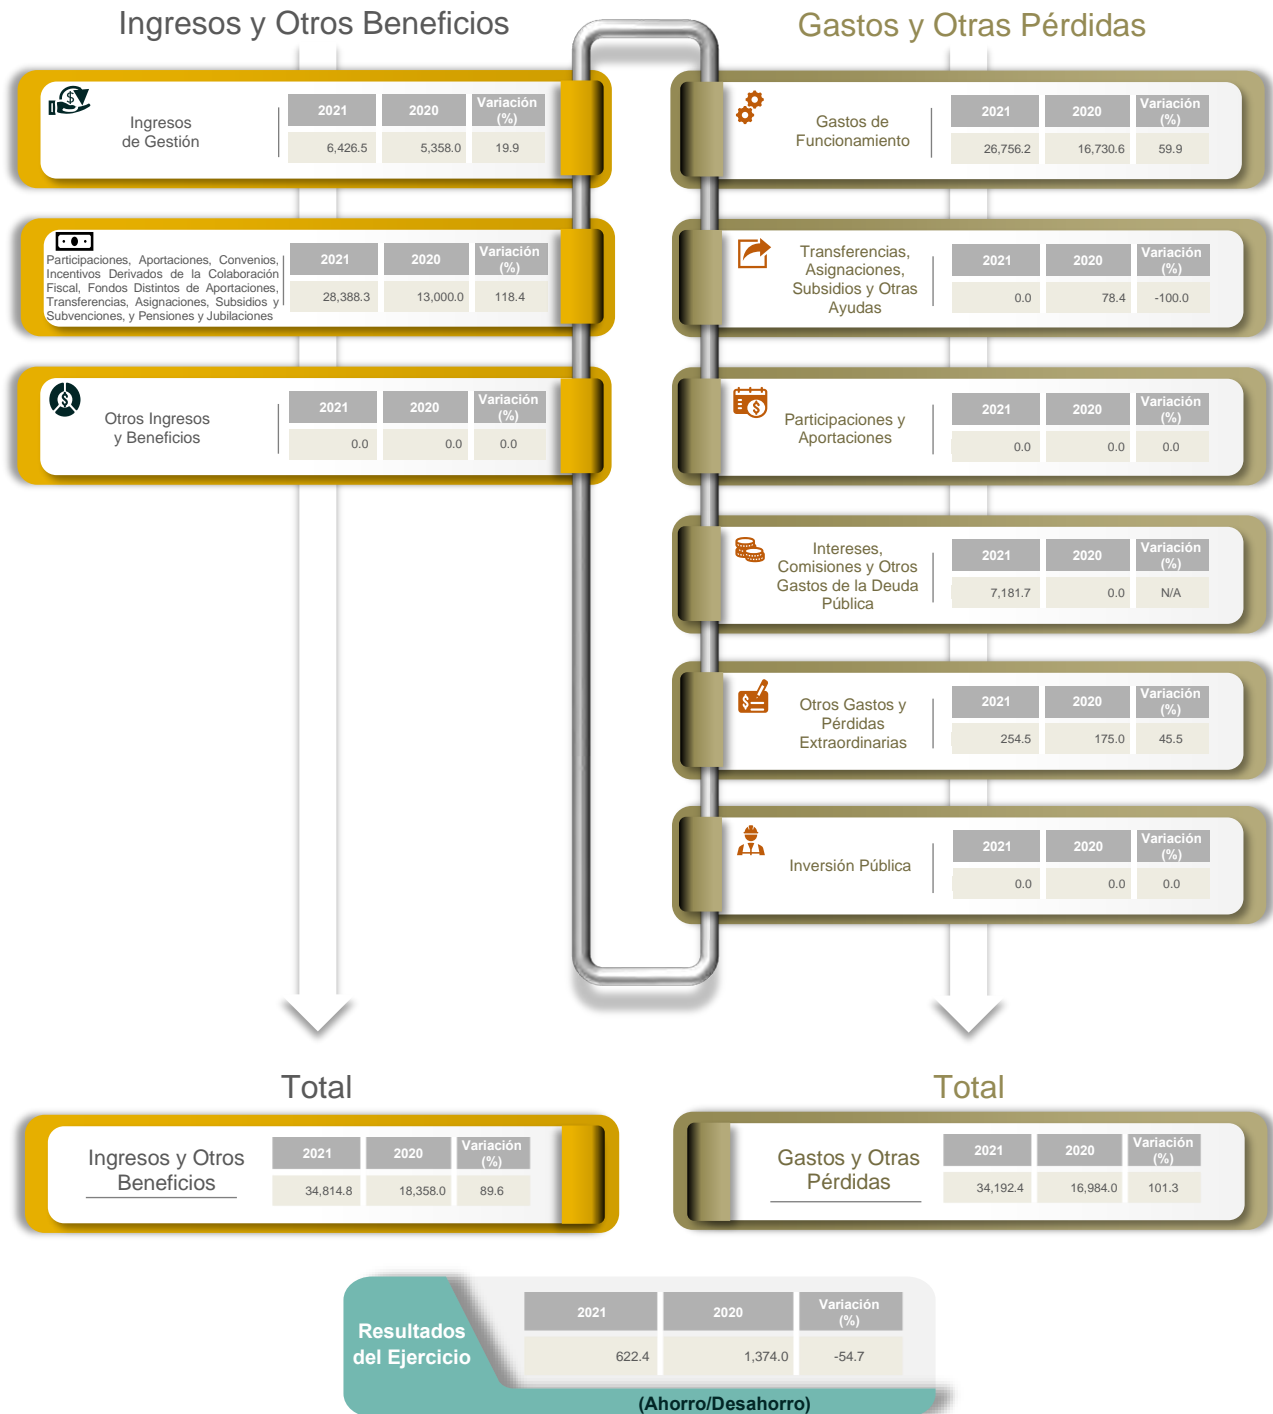 Ingresos y Otros Beneficios
Ingresos
de Gestión
2021 2020 Variación (%)
6,426.5 5,358.0 19.9
Participaciones, Aportaciones, Convenios,
Incentivos Derivados de la Colaboración
Fiscal, Fondos Distintos de Aportaciones,
Transferencias, Asignaciones, Subsidios y
Subvenciones, y Pensiones y Jubilaciones
2021 2020 Variación (%)
28,388.3 13,000.0 118.4
Otros Ingresos
y Beneficios
2021 2020 Variación (%)
0.0 0.0 0.0
Total
Ingresos y Otros
Beneficios
2021 2020 Variación (%)
34,814.8 18,358.0 89.6
Gastos y Otras Pérdidas
Gastos de
Funcionamiento
2021 2020 Variación (%)
26,756.2 16,730.6 59.9
Transferencias,
Asignaciones,
Subsidios y Otras
Ayudas
2021 2020 Variación (%)
0.0 78.4 -100.0
Participaciones y
Aportaciones
2021 2020 Variación (%)
0.0 0.0 0.0
Intereses,
Comisiones y Otros
Gastos de la Deuda
Pública
2021 2020 Variación (%)
7,181.7 0.0 N/A
Otros Gastos y
Pérdidas
Extraordinarias
2021 2020 Variación (%)
254.5 175.0 45.5
Inversión Pública
2021 2020 Variación (%)
0.0 0.0 0.0
Total
Gastos y Otras
Pérdidas
2021 2020 Variación (%)
34,192.4 16,984.0 101.3
Resultados
del Ejercicio
2021 2020 Variación (%)
622.4 1,374.0 -54.7
(Ahorro/Desahorro)